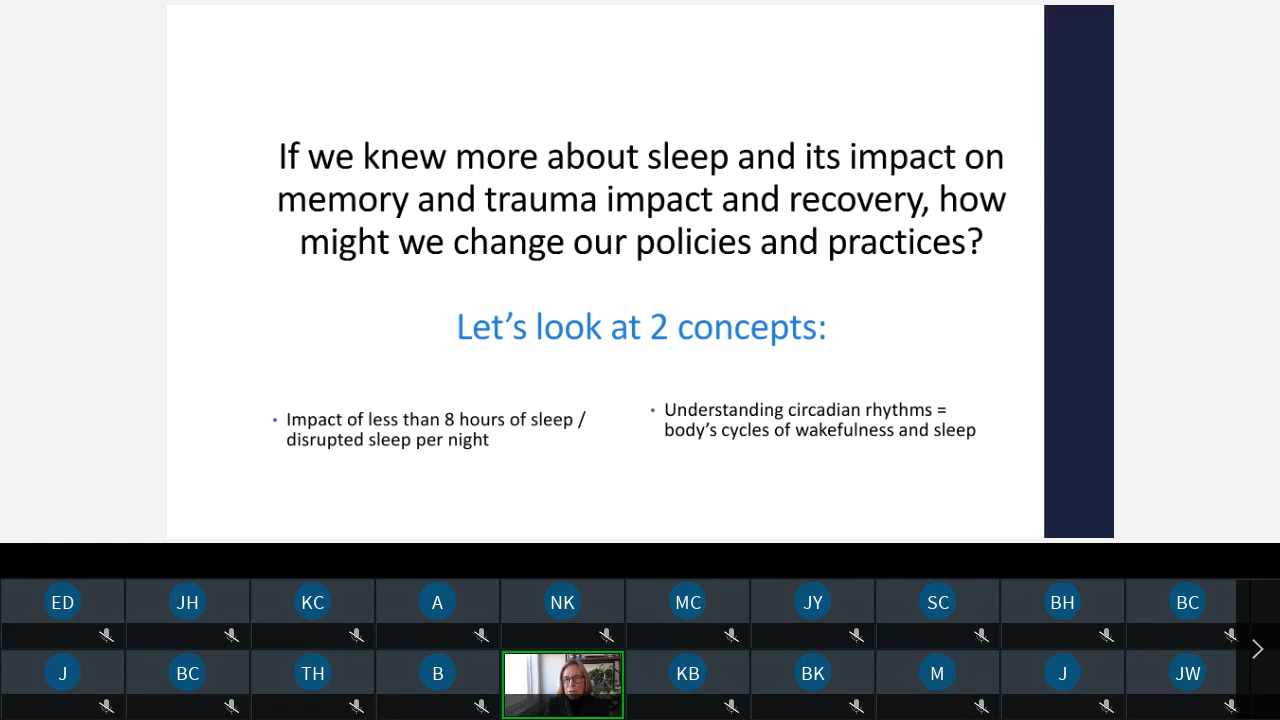 If we knew more about sleep and its impact on
memory and trauma impact and recovery, how
might we change our policies and practices?
Let's look at 2 concepts:
• Impact of less than 8 hours of sleep /
disrupted sleep per night
• Understanding circadian rhythms =
body's cycles of wakefulness and sleep
ED JH KC A NK MC JY SC BH BC
J BC TH B KB BK M J JW